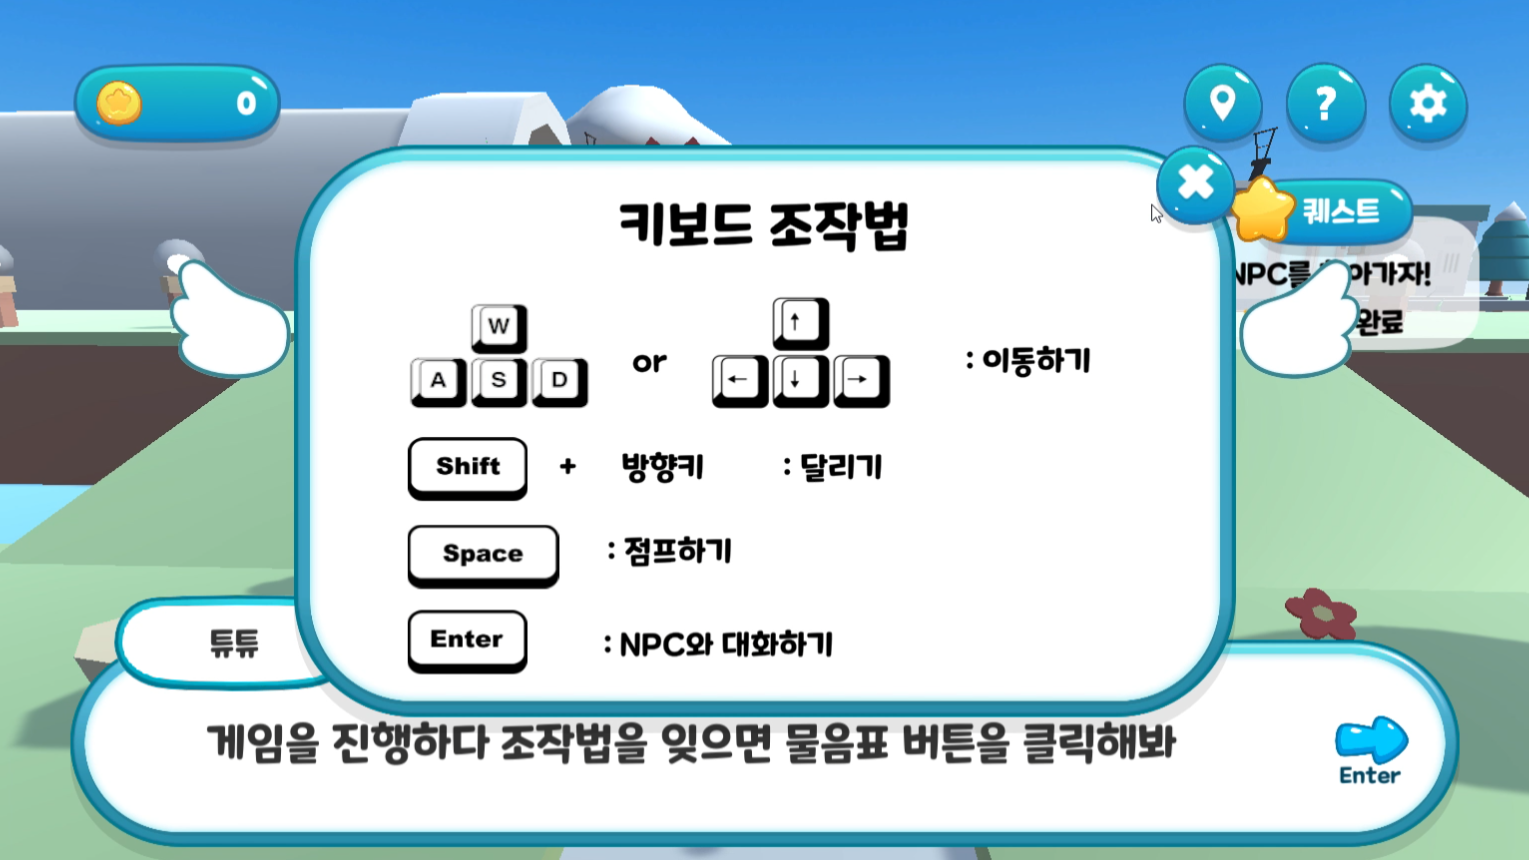 0
?
퀘스트
NPC를 아가자!
완료
키보드 조작법
W
A S D
or
↑
← ↓ →
: 이동하기
Shift + 방향키 : 달리기
Space : 점프하기
Enter : NPC와 대화하기
튜튜
게임을 진행하다 조작법을 잊으면 물음표 버튼을 클릭해봐
Enter